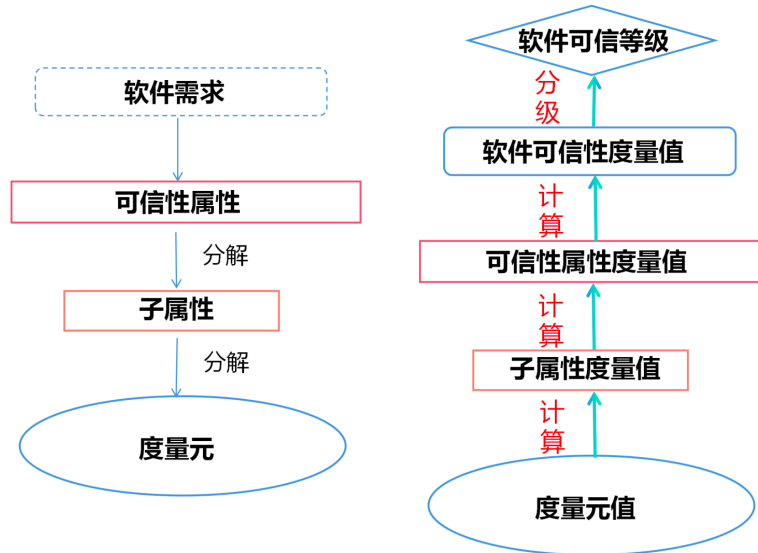 软件需求
可信性属性
分解
子属性
分解
度量元
软件可信等级
分
级
软件可信性度量值
计
算
可信性属性度量值
计
算
子属性度量值
计
算
度量元值